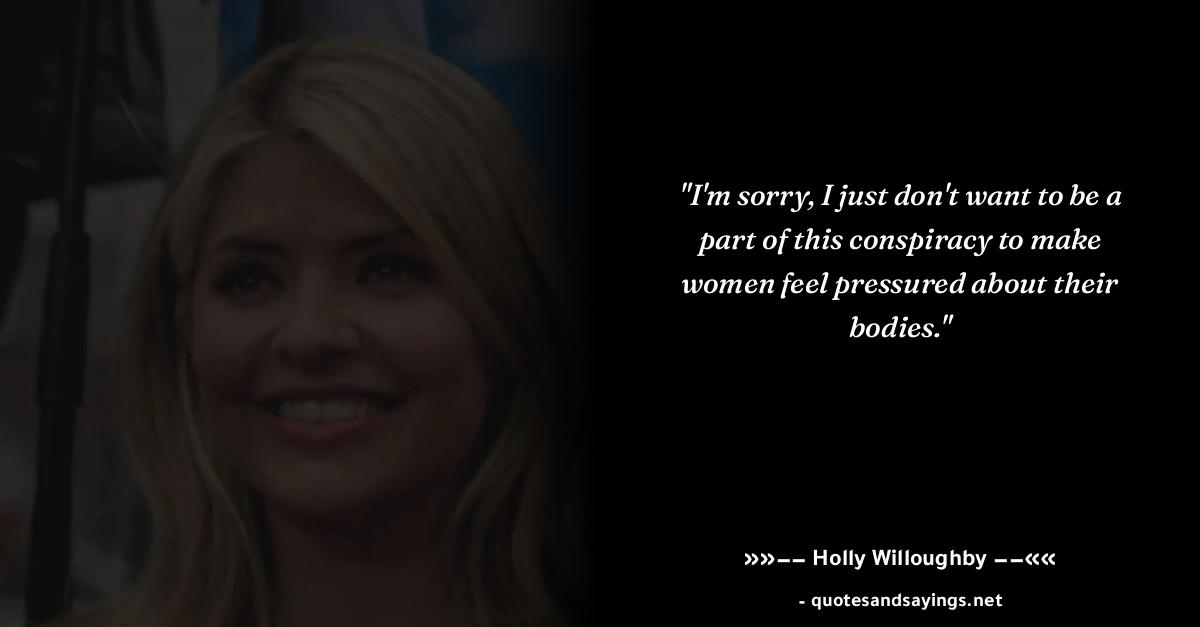 "I'm sorry, I just don't want to be a
part of this conspiracy to make
women feel pressured about their
bodies."
»»−− Holly Willoughby −−««
- quotesandsayings.net